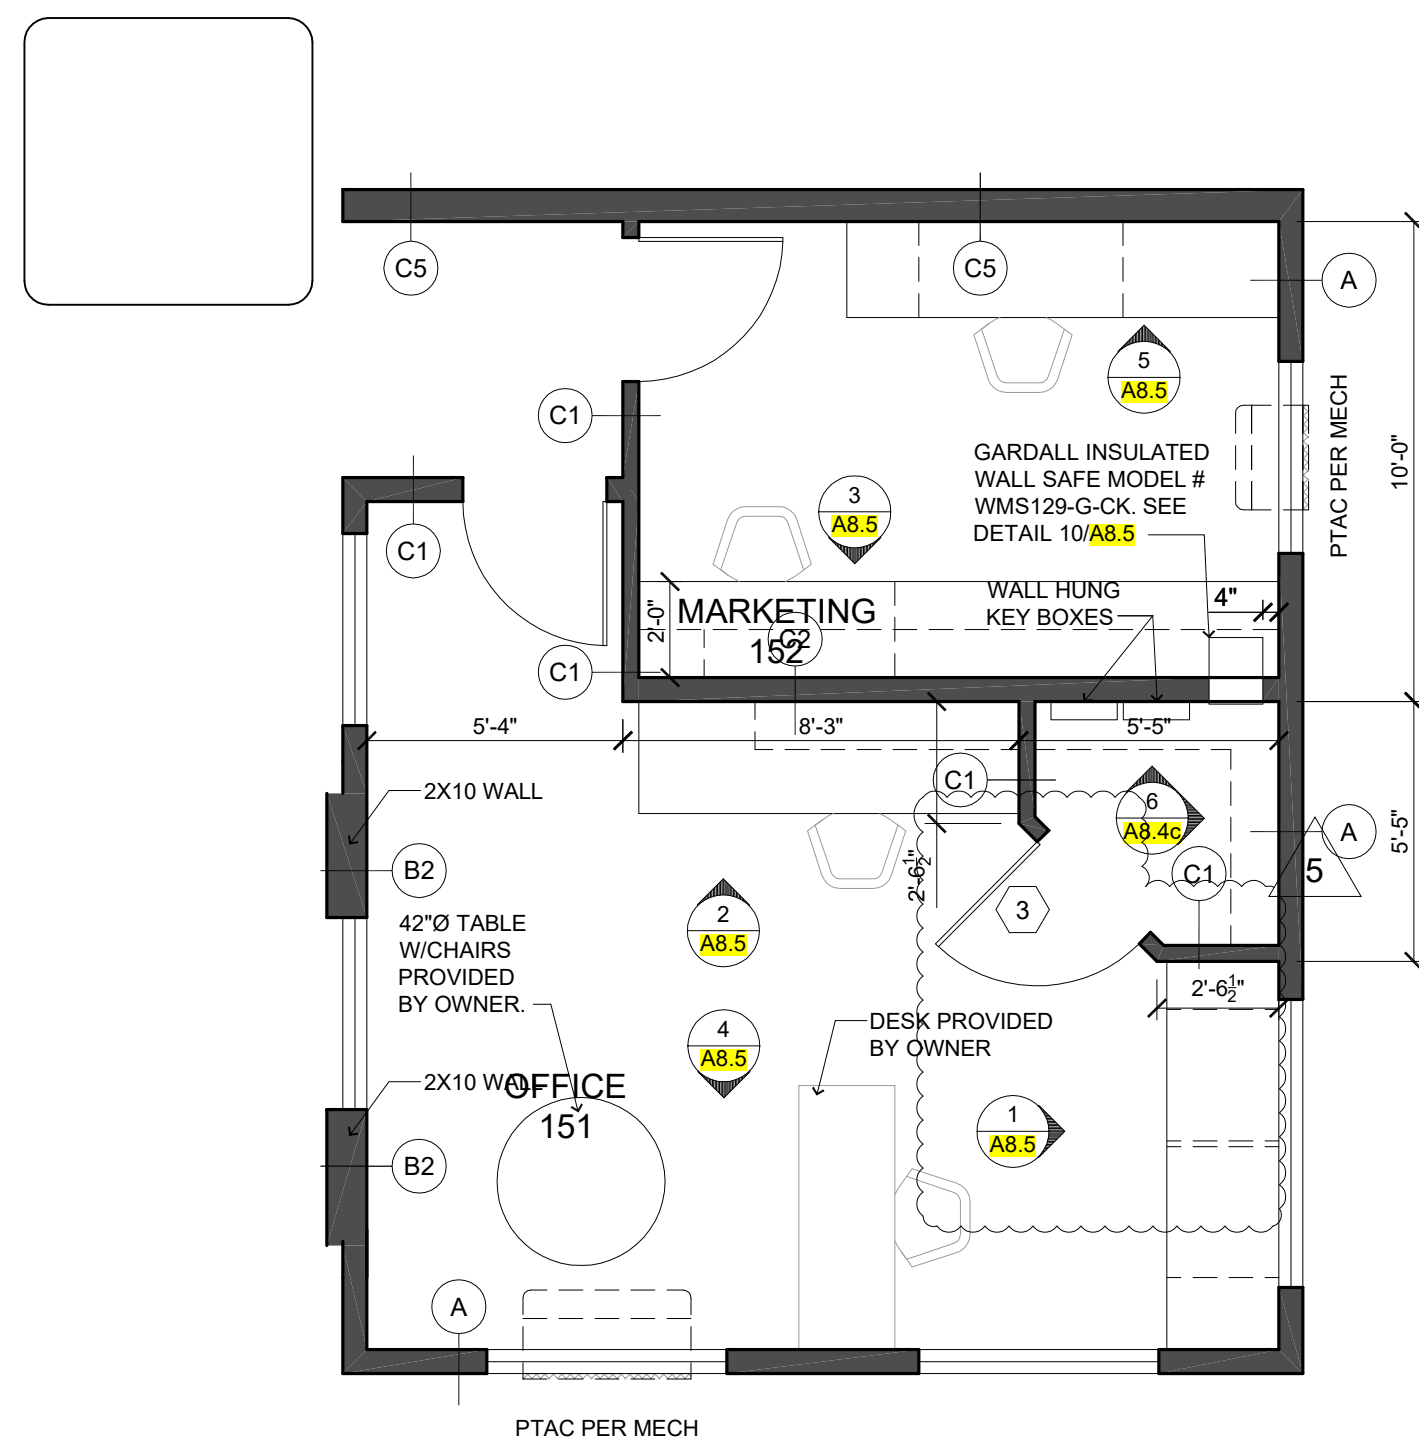 C5
C5
A
5
A8.5
C1
PTAC PER MECH
10'-0"
GARDALL INSULATED
WALL SAFE MODEL #
WMS129-G-CK. SEE
DETAIL 10/A8.5
3
A8.5
C1
WALL HUNG
KEY BOXES
4"
2'-0"
MARKETING
152
C2
C1
5'-4"
8'-3"
5'-5"
2X10 WALL
C1
6
A8.4c
A
5
5'-5"
2'-6½"
C1
B2
3
2
A8.5
42"Ø TABLE
W/CHAIRS
PROVIDED
BY OWNER.
2'-6½"
4
A8.5
DESK PROVIDED
BY OWNER
2X10 WALL
OFFICE
151
1
A8.5
B2
A
PTAC PER MECH